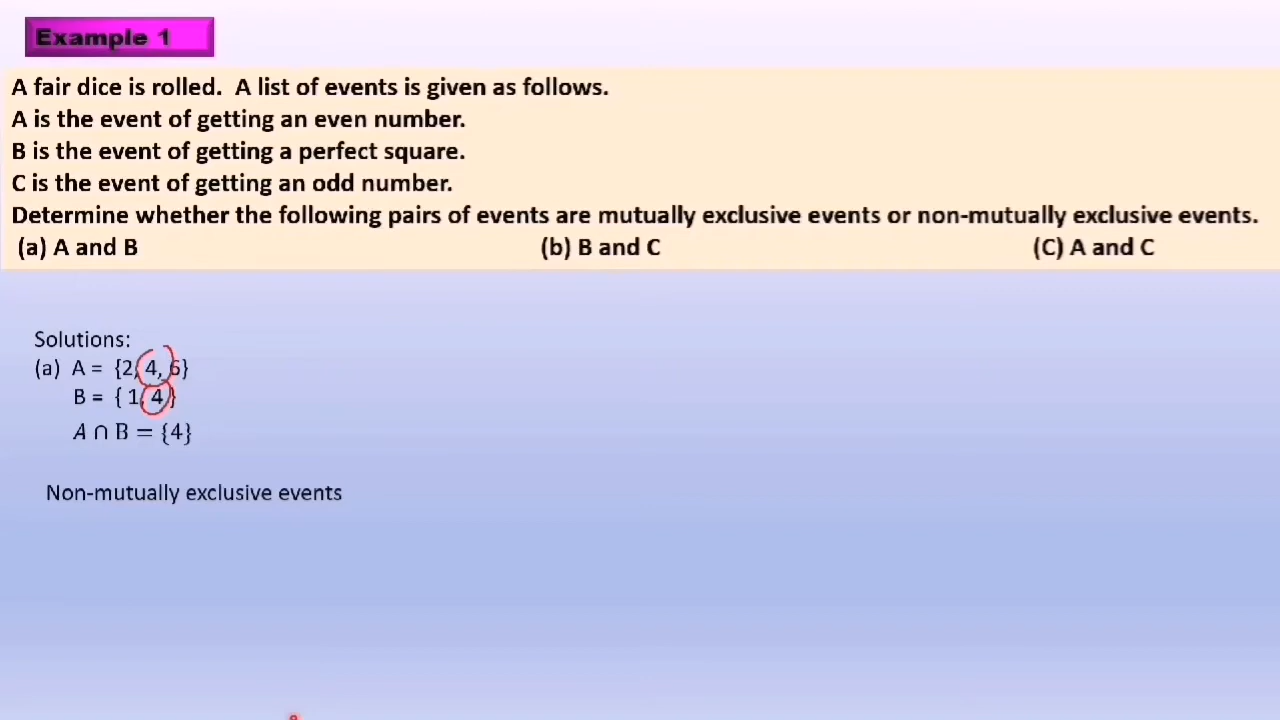 Example 1
A fair dice is rolled. A list of events is given as follows.
A is the event of getting an even number.
B is the event of getting a perfect square.
C is the event of getting an odd number.
Determine whether the following pairs of events are mutually exclusive events or non-mutually exclusive events.
(a) A and B (b) B and C (C) A and C
Solutions:
(a) A = {2, 4, 6}
B = { 1, 4 }
A ∩ B = {4}
Non-mutually exclusive events